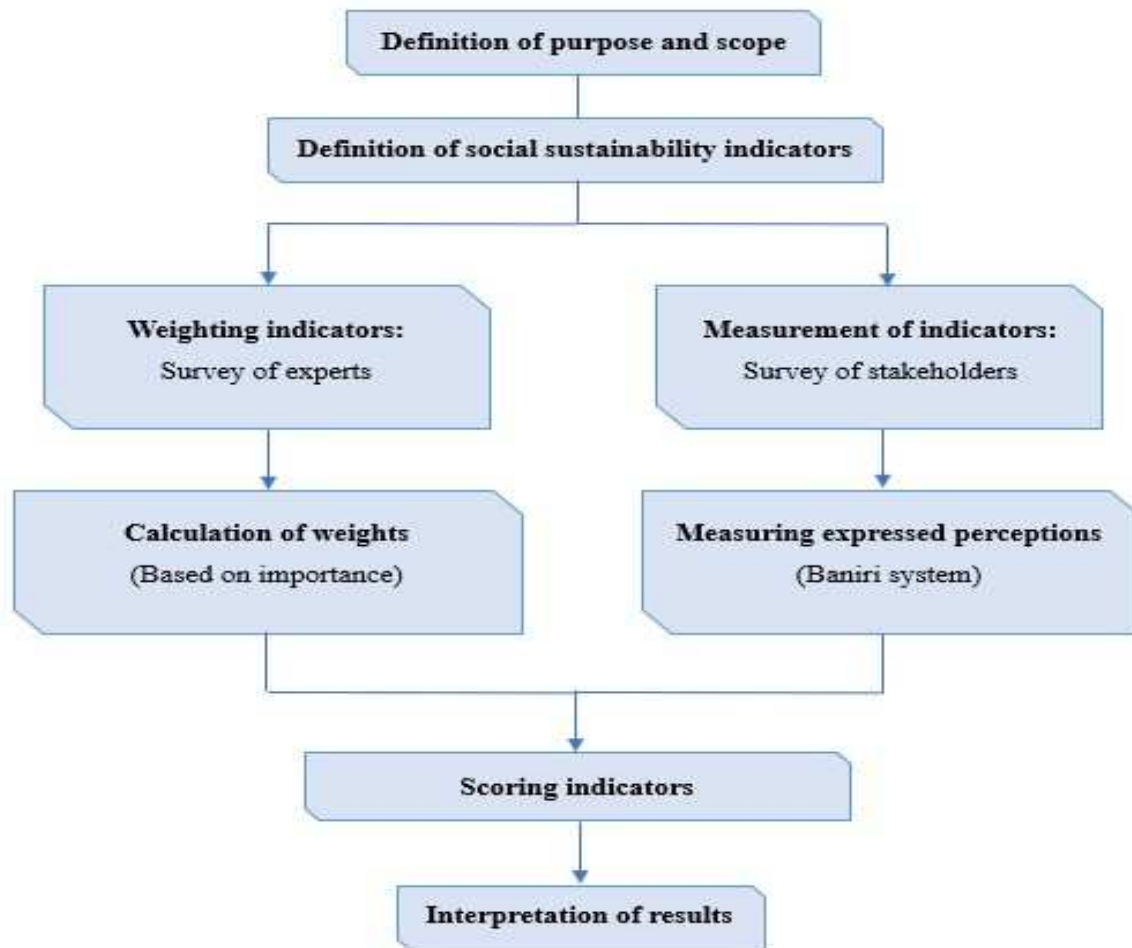 Definition of purpose and scope
Definition of social sustainability indicators
Weighting indicators:
Survey of experts
Measurement of indicators:
Survey of stakeholders
Calculation of weights
(Based on importance)
Measuring expressed perceptions
(Baniri system)
Scoring indicators
Interpretation of results